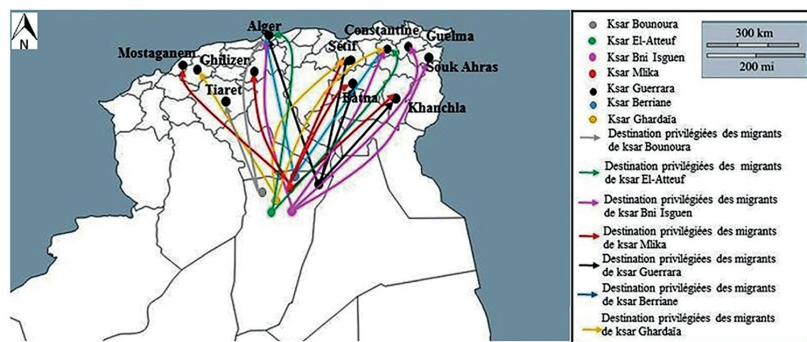 N
Alger
Constantine
Guelma
Mostaganem
Ghilizer
Sétif
Souk Ahras
Tiaret
Batna
Khanchla
Ksar Bounoura
Ksar El-Atteuf
Ksar Bni Isguen
Ksar Mlika
Ksar Guerrara
Ksar Berriane
Ksar Ghardaïa
300 km
200 mi
Destination privilégiées des migrants
de ksar Bounoura
Destination privilégiées des migrants
de ksar El-Atteuf
Destination privilégiées des migrants
de ksar Bni Isguen
Destination privilégiées des migrants
de ksar Mlika
Destination privilégiées des migrants
de ksar Guerrara
Destination privilégiées des migrants
de ksar Berriane
Destination privilégiées des migrants
de ksar Ghardaïa